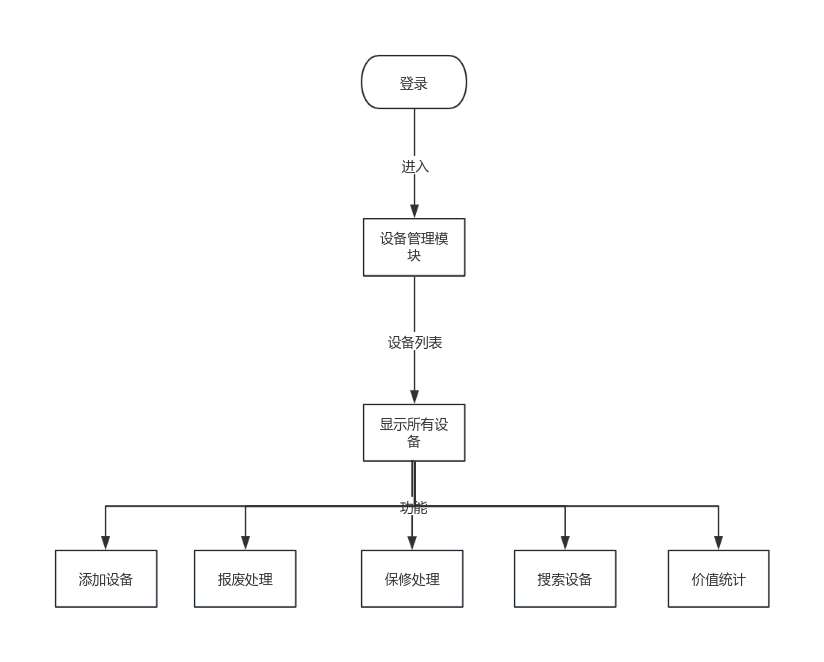 登录
进入
设备管理模
块
设备列表
显示所有设
备
功能
添加设备
报废处理
保修处理
搜索设备
价值统计